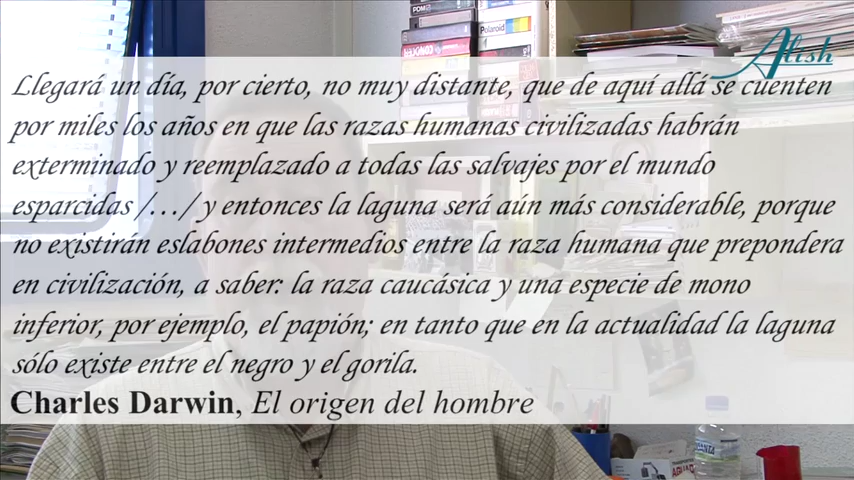 PDM
Polaroid
Alish
Llegará un día, por cierto, no muy distante, que de aquí allá se cuenten
por miles los años en que las razas humanas civilizadas habrán
exterminado y reemplazado a todas las salvajes por el mundo
esparcidas /…/ y entonces la laguna será aún más considerable, porque
no existirán eslabones intermedios entre la raza humana que prepondera
en civilización, a saber: la raza caucásica y una especie de mono
inferior, por ejemplo, el papión; en tanto que en la actualidad la laguna
sólo existe entre el negro y el gorila.
Charles Darwin, El origen del hombre